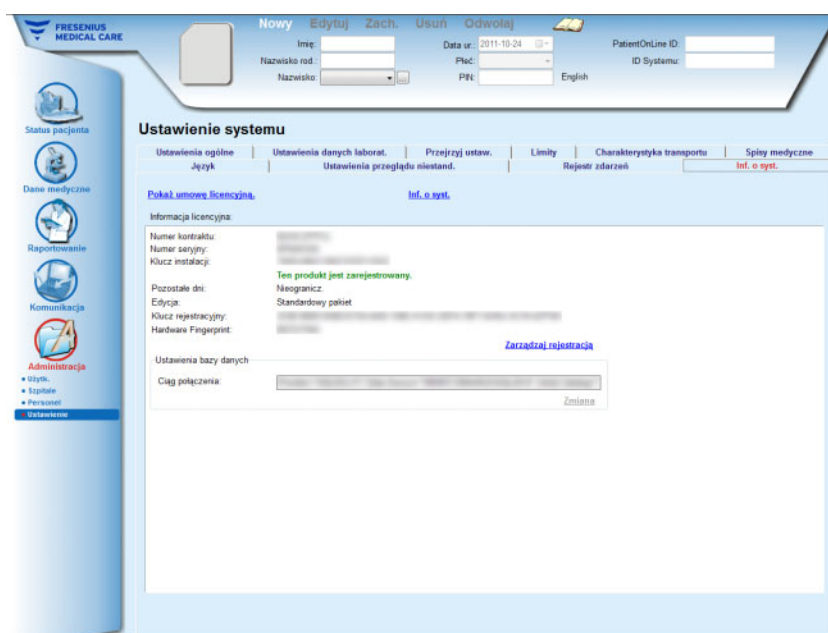 FRESENIUS
MEDICAL CARE
Nowy Edytuj Zach. Usuń Odwołaj
Imię: Data ur.: 2011-10-24 PatientOnLine ID:
Nazwisko rod.: Płeć: ID Systemu:
Nazwisko: PIN: English
Status pacjenta
Dane medyczne
Raportowanie
Komunikacja
Administracja
Użytk.
Szpitale
Personel
Ustawienie
Ustawienie systemu
Ustawienia ogólne Ustawienia danych laborat. Przejrzyj ustaw. Limity Charakterystyka transportu Spisy medyczne
Język Ustawienia przeglądu niestand. Rejestr zdarzeń Inf. o syst.
Pokaż umowę licencyjną. Inf. o syst.
Informacja licencyjna:
Numer kontraktu:
Numer seryjny:
Klucz instalacji:
Ten produkt jest zarejestrowany.
Pozostałe dni: Nieogranicz.
Edycja: Standardowy pakiet
Klucz rejestracyjny:
Hardware Fingerprint:
Zarządzaj rejestracją
Ustawienia bazy danych
Ciąg połączenia:
Zmiana